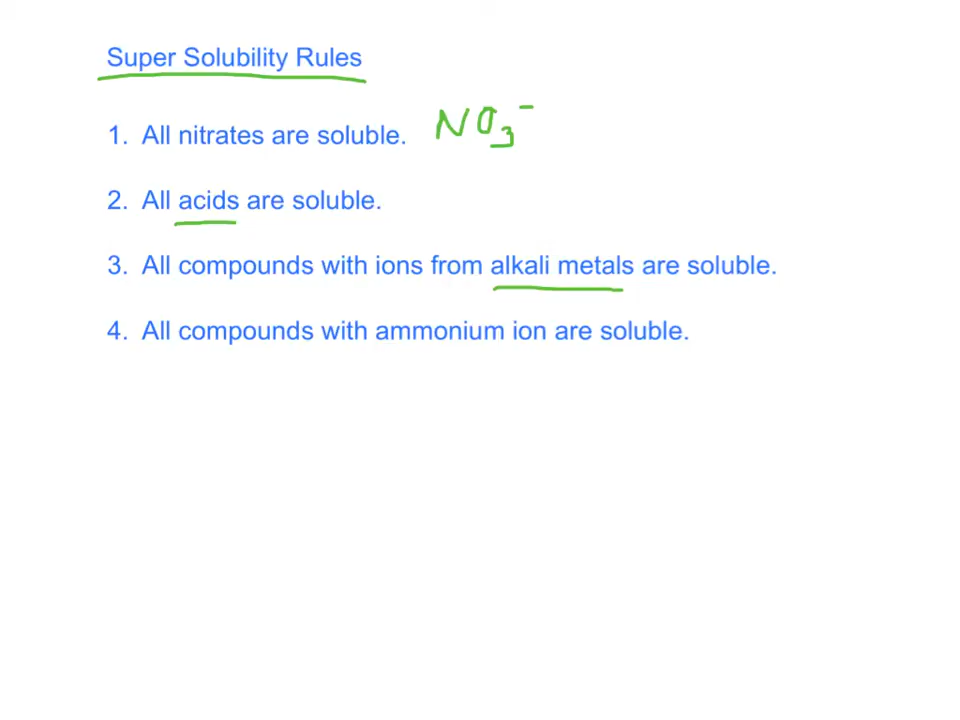 Super Solubility Rules
1. All nitrates are soluble. NO₃⁻
2. All acids are soluble.
3. All compounds with ions from alkali metals are soluble.
4. All compounds with ammonium ion are soluble.